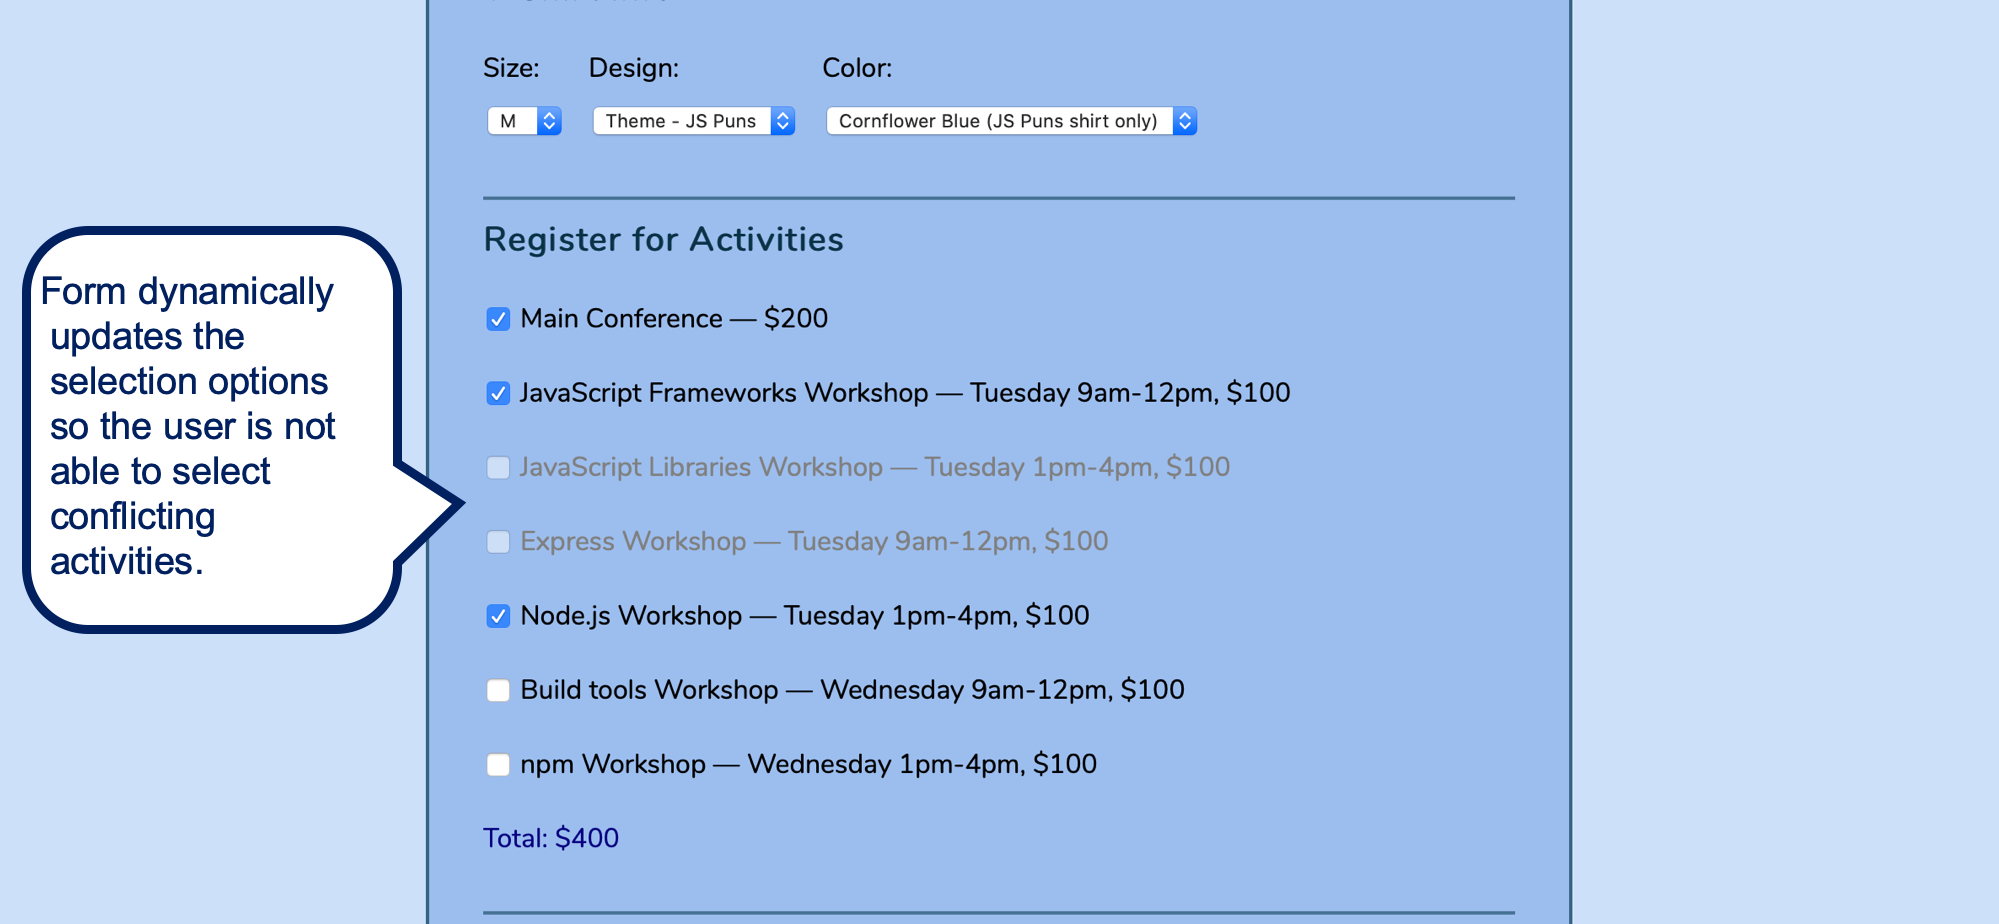 Size: Design: Color:
M Theme - JS Puns Cornflower Blue (JS Puns shirt only)
Register for Activities
Form dynamically
updates the
selection options
so the user is not
able to select
conflicting
activities.
Main Conference — $200
JavaScript Frameworks Workshop — Tuesday 9am-12pm, $100
JavaScript Libraries Workshop — Tuesday 1pm-4pm, $100
Express Workshop — Tuesday 9am-12pm, $100
Node.js Workshop — Tuesday 1pm-4pm, $100
Build tools Workshop — Wednesday 9am-12pm, $100
npm Workshop — Wednesday 1pm-4pm, $100
Total: $400